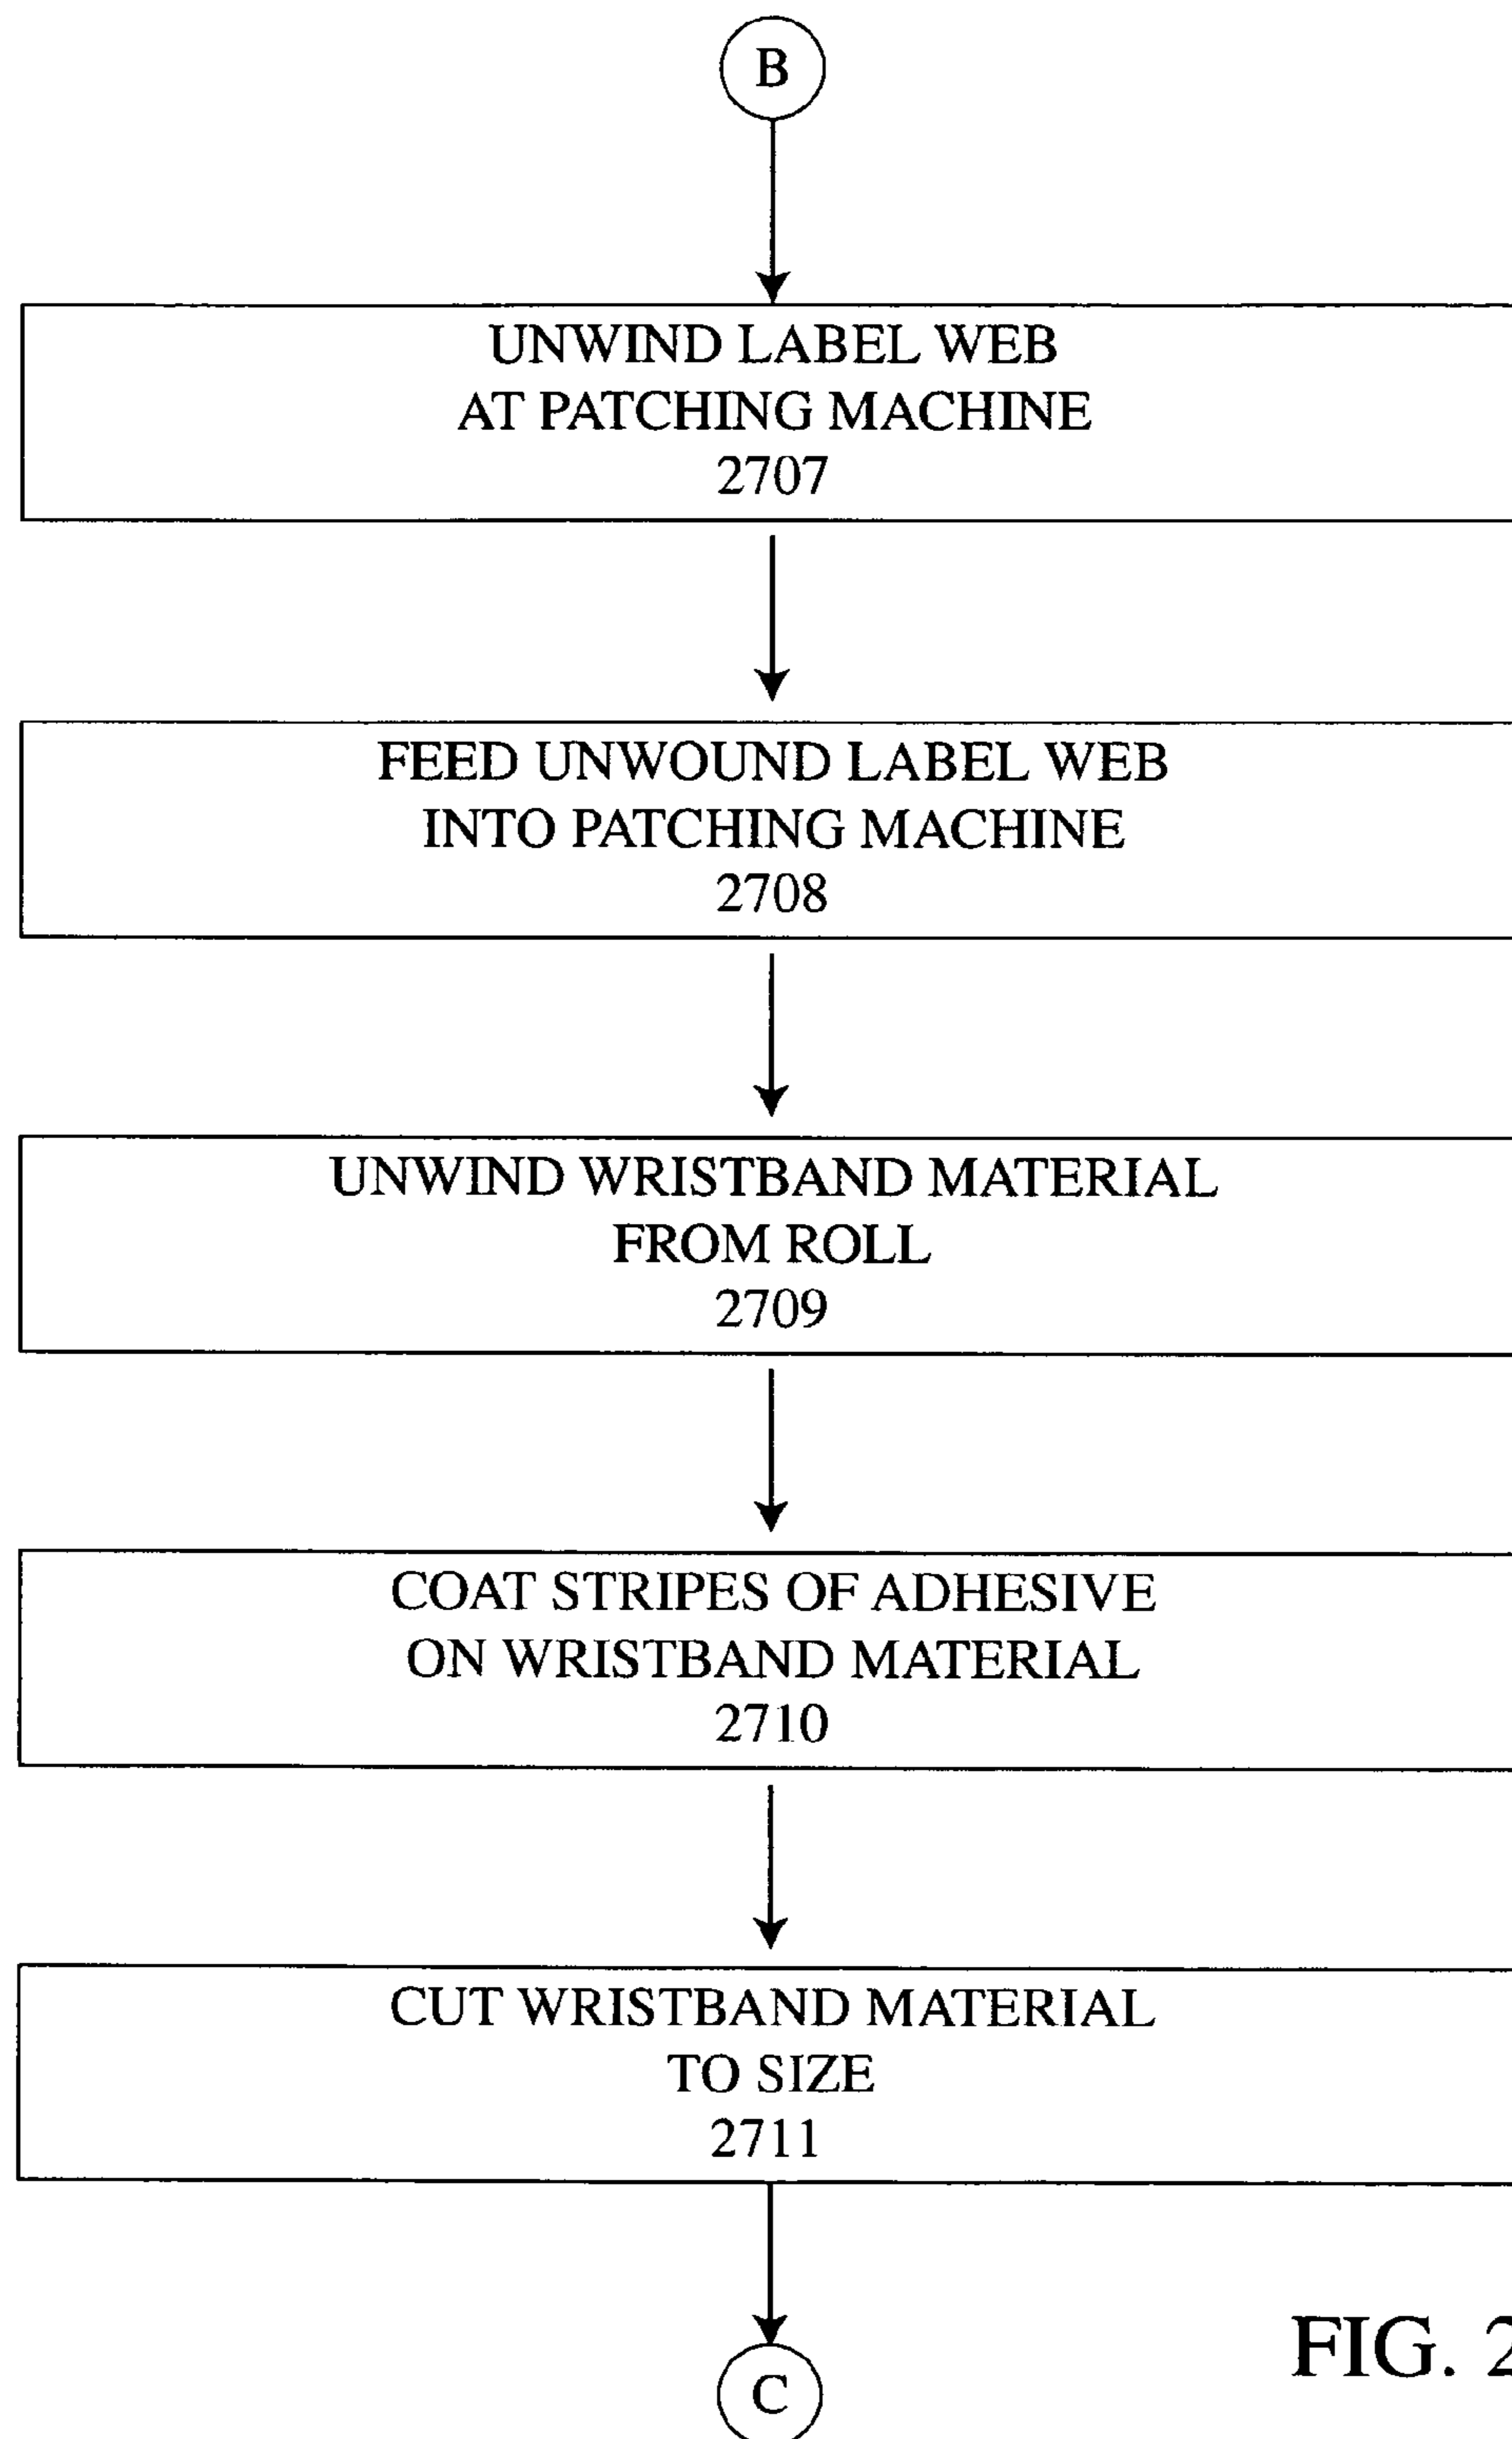 B
UNWIND LABEL WEB
AT PATCHING MACHINE
2707
FEED UNWOUND LABEL WEB
INTO PATCHING MACHINE
2708
UNWIND WRISTBAND MATERIAL
FROM ROLL
2709
COAT STRIPES OF ADHESIVE
ON WRISTBAND MATERIAL
2710
CUT WRISTBAND MATERIAL
TO SIZE
2711
FIG. 2
C